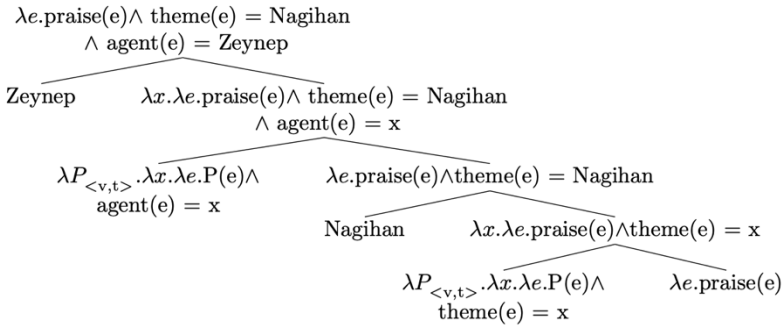 λe.praise(e)∧ theme(e) = Nagihan
∧ agent(e) = Zeynep
Zeynep
λx.λe.praise(e)∧ theme(e) = Nagihan
∧ agent(e) = x
λP<v,t>.λx.λe.P(e)∧
agent(e) = x
λe.praise(e)∧theme(e) = Nagihan
Nagihan
λx.λe.praise(e)∧theme(e) = x
λP<v,t>.λx.λe.P(e)∧
theme(e) = x
λe.praise(e)